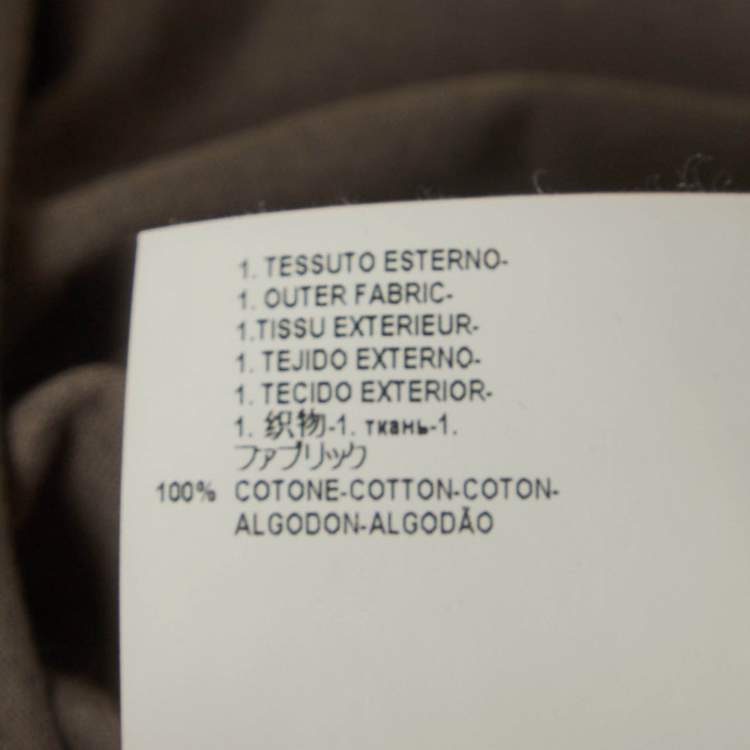 1. TESSUTO ESTERNO-
1. OUTER FABRIC-
1.TISSU EXTERIEUR-
1. TEJIDO EXTERNO-
1. TECIDO EXTERIOR-
1. 织物-1. ткань-1.
ファブリック
100% COTONE-COTTON-COTON-
ALGODON-ALGODÃO